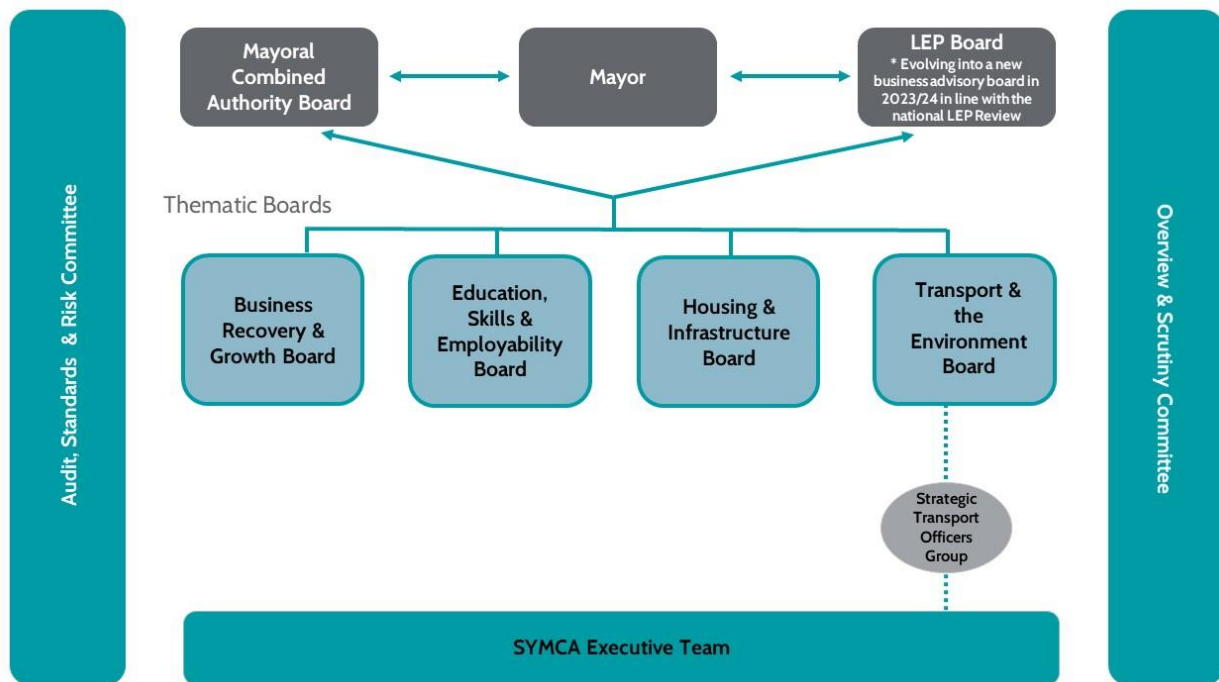 Mayoral
Combined
Authority Board
Mayor
LEP Board
* Evolving into a new
business advisory board in
2023/24 in line with the
national LEP Review
Audit, Standards & Risk Committee
Overview & Scrutiny Committee
Thematic Boards
Business
Recovery &
Growth Board
Education,
Skills &
Employability
Board
Housing &
Infrastructure
Board
Transport &
the
Environment
Board
Strategic
Transport
Officers
Group
SYMCA Executive Team